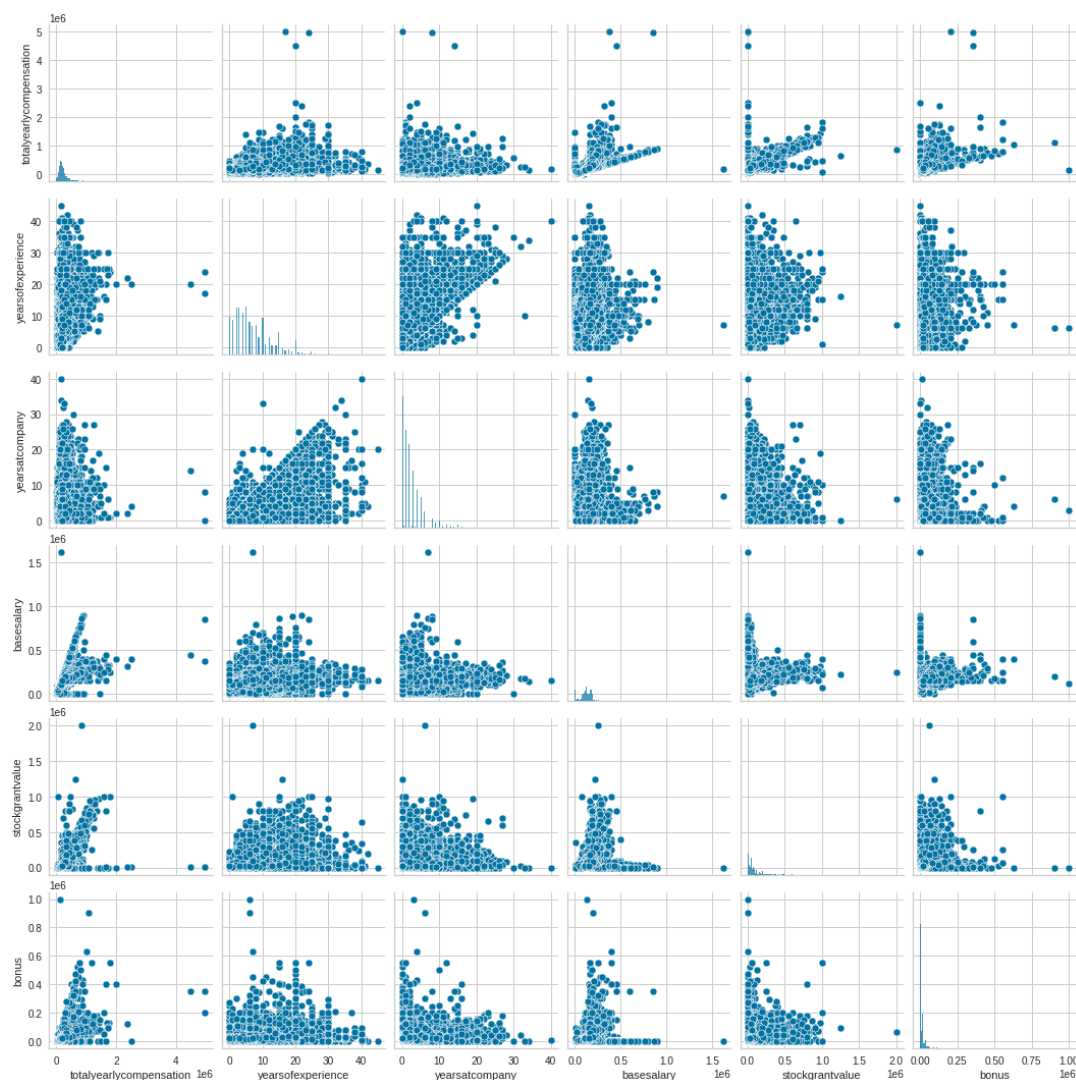 1e6
5
4
3
2
1
0
totalyearlycompensation
40
30
20
10
0
yearsofexperience
40
30
20
10
0
yearsatcompany
1e6
1.5
1.0
0.5
0.0
basesalary
1e6
2.0
1.5
1.0
0.5
0.0
stockgrantvalue
1e6
1.0
0.8
0.6
0.4
0.2
0.0
bonus
0 2 4 0 10 20 30 40 0 10 20 30 40 0.0 0.5 1.0 1.5 0.0 0.5 1.0 1.5 2.0 0.00 0.25 0.50 0.75 1.00
totalyearlycompensation 1e6 yearsofexperience yearsatcompany basesalary 1e6 stockgrantvalue 1e6 bonus 1e6